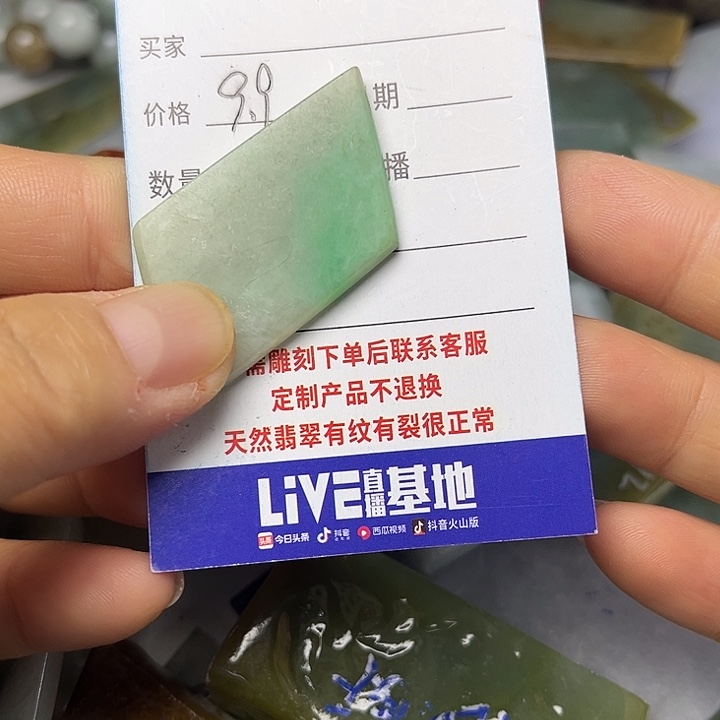 买家
价格 9.9 期
数量 播
需雕刻下单后联系客服
定制产品不退换
天然翡翠有纹有裂很正常
LiVE直播基地
今日头条 抖音 西瓜视频 抖音火山版